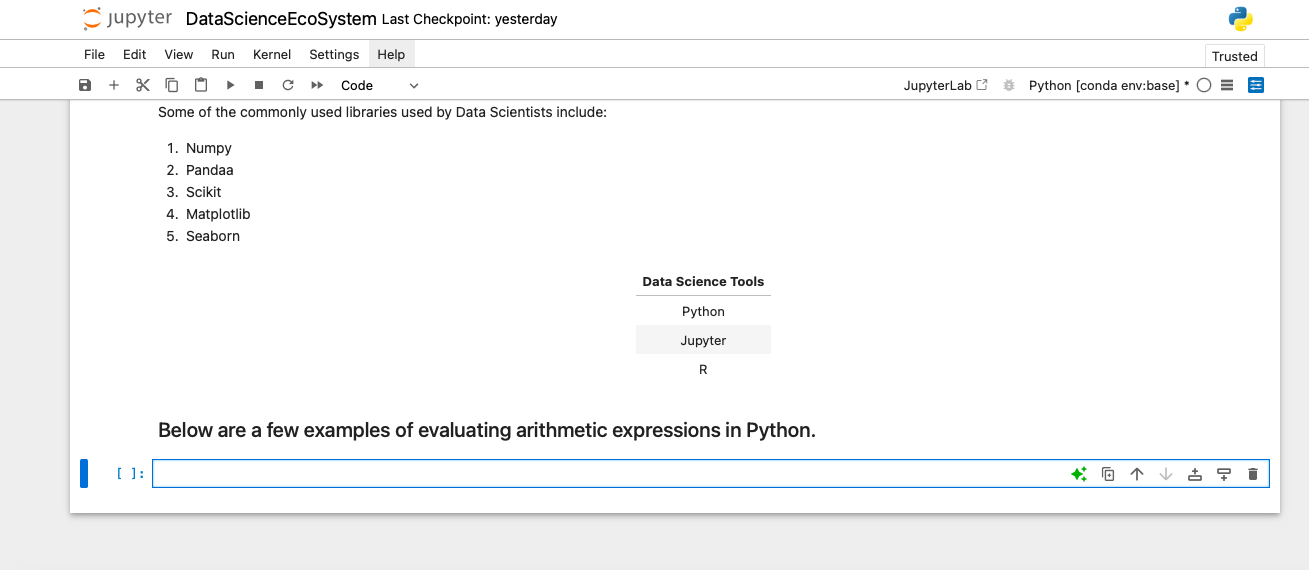 jupyter DataScienceEcoSystem Last Checkpoint: yesterday
File Edit View Run Kernel Settings Help
Trusted
Code JupyterLab Python [conda env:base] *
Some of the commonly used libraries used by Data Scientists include:
1. Numpy
2. Pandaa
3. Scikit
4. Matplotlib
5. Seaborn
Data Science Tools
Python
Jupyter
R
Below are a few examples of evaluating arithmetic expressions in Python.
[ ]: